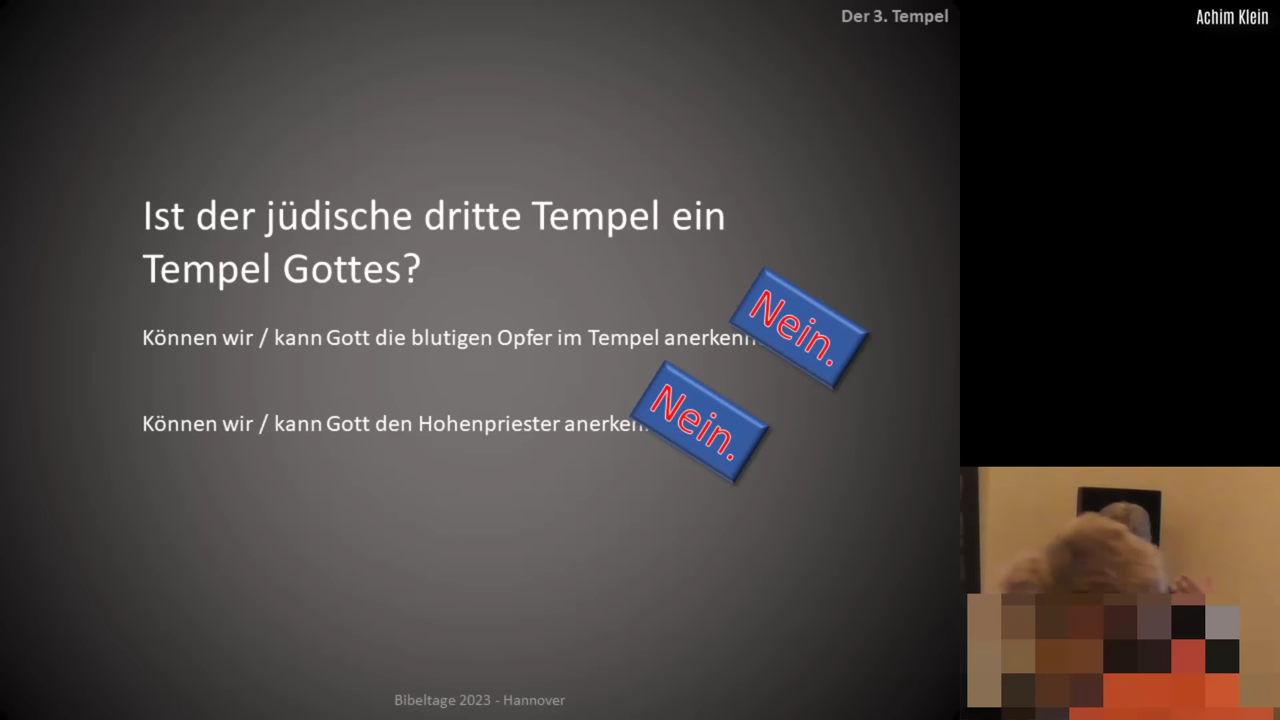 Der 3. Tempel
Achim Klein
Ist der jüdische dritte Tempel ein
Tempel Gottes?
Können wir / kann Gott die blutigen Opfer im Tempel
Nein.
Können wir / kann Gott den Hohenpriester
Nein.
Bibeltage 2023 - Hannover